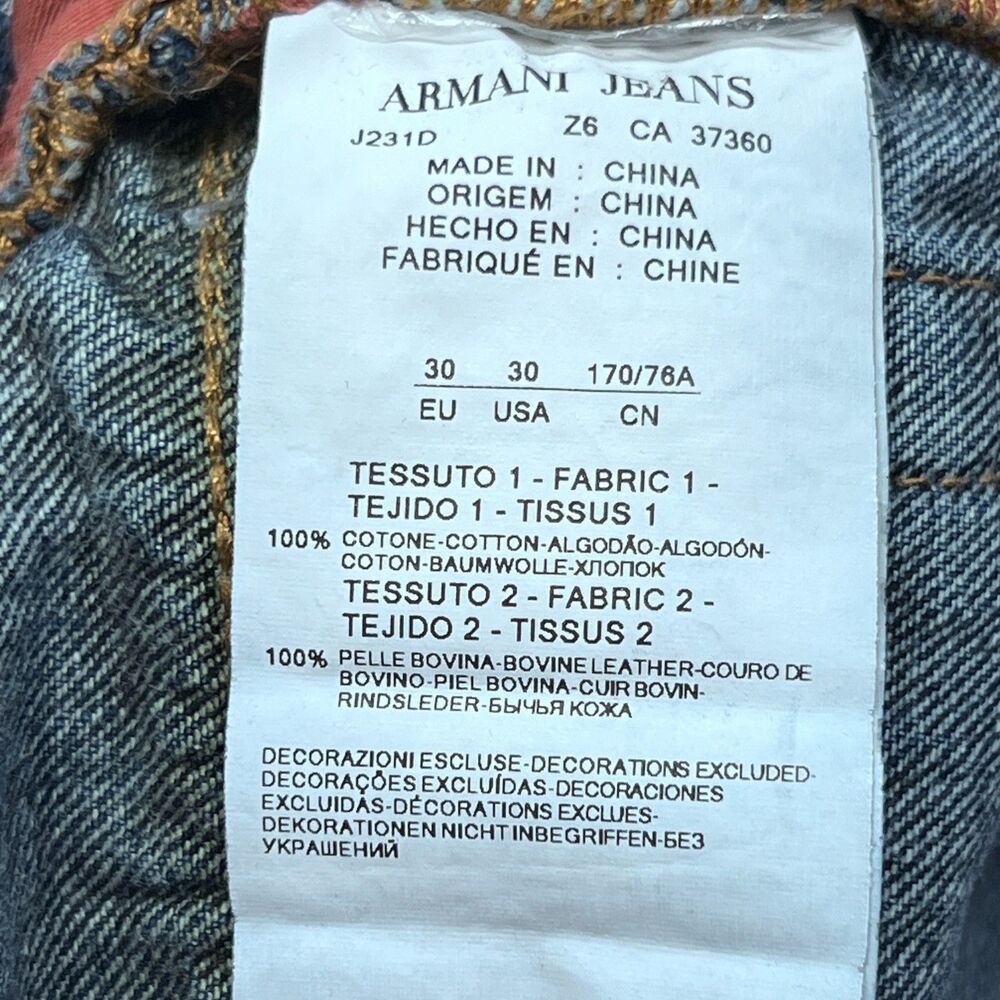 ARMANI JEANS
J231D Z6 CA 37360
MADE IN : CHINA
ORIGEM : CHINA
HECHO EN : CHINA
FABRIQUÉ EN : CHINE
30 30 170/76A
EU USA CN
TESSUTO 1 - FABRIC 1 -
TEJIDO 1 - TISSUS 1
100% COTONE-COTTON-ALGODÃO-ALGODÓN-
COTON-BAUMWOLLE-ХЛОПОК
TESSUTO 2 - FABRIC 2 -
TEJIDO 2 - TISSUS 2
100% PELLE BOVINA-BOVINE LEATHER-COURO DE
BOVINO-PIEL BOVINA-CUIR BOVIN-
RINDSLEDER-БЫЧЬЯ КОЖА
DECORAZIONI ESCLUSE-DECORATIONS EXCLUDED-
DECORAÇÕES EXCLUÍDAS-DECORACIONES
EXCLUIDAS-DÉCORATIONS EXCLUES-
DEKORATIONEN NICHT INBEGRIFFEN-БЕЗ
УКРАШЕНИЙ